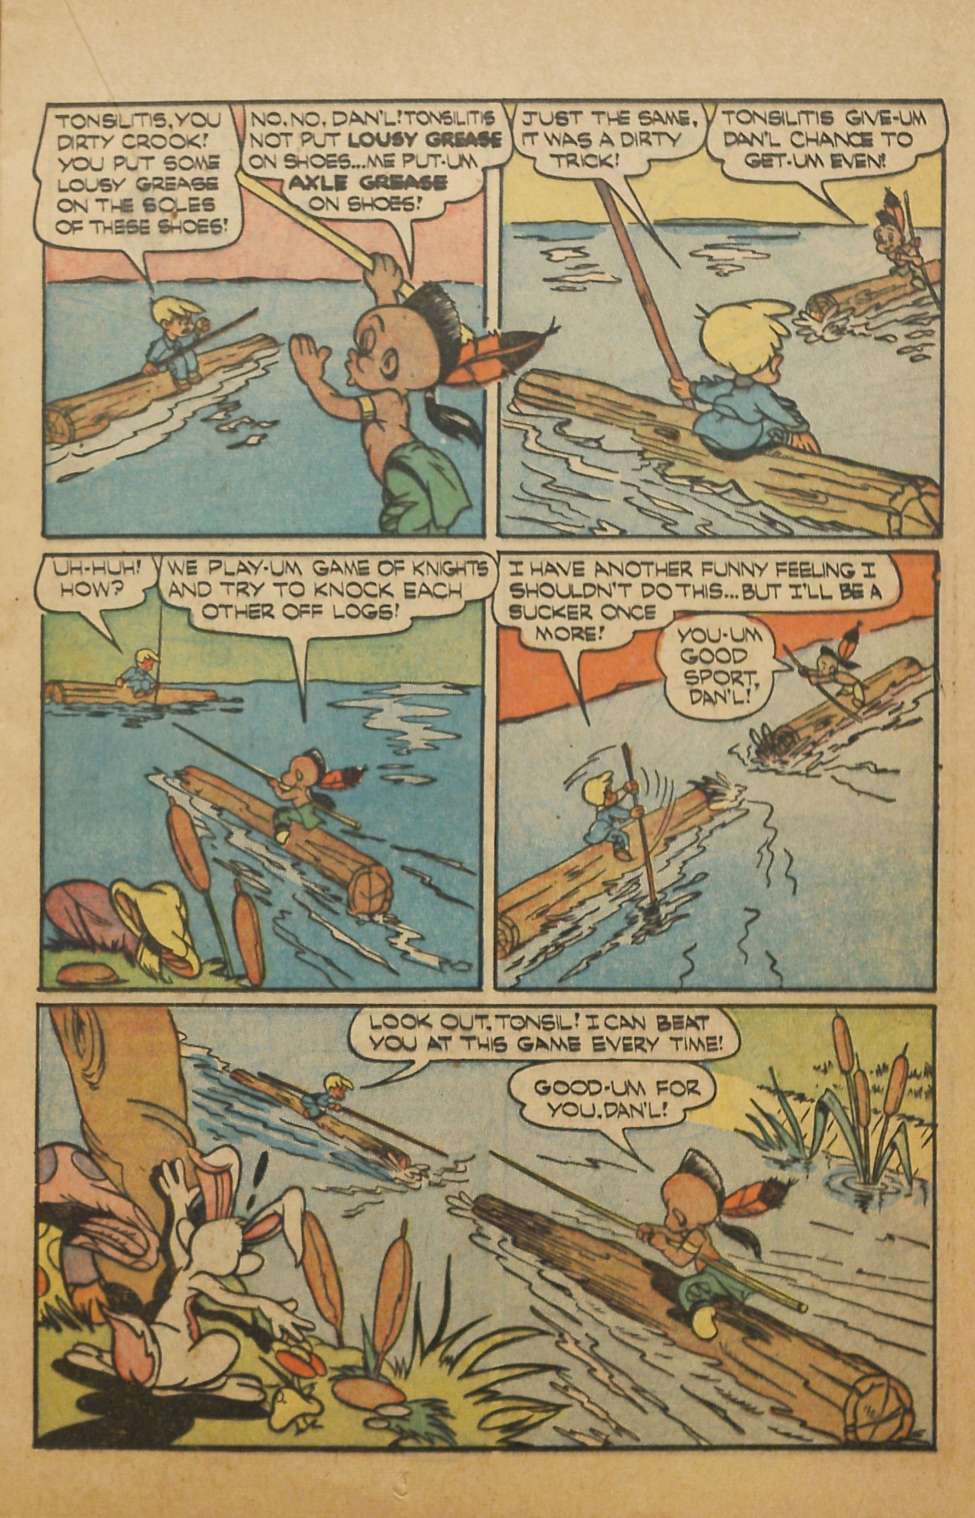 TONSILITIS, YOU
DIRTY CROOK!
YOU PUT SOME
LOUSY GREASE
ON THE SOLES
OF THESE SHOES!
NO, NO, DAN'L! TONSILITIS
NOT PUT LOUSY GREASE
ON SHOES...ME PUT-UM
AXLE GREASE
ON SHOES!
JUST THE SAME,
IT WAS A DIRTY
TRICK!
TONSILITIS GIVE-UM
DAN'L CHANCE TO
GET-UM EVEN!
UH-HUH!
HOW?
WE PLAY-UM GAME OF KNIGHTS
AND TRY TO KNOCK EACH
OTHER OFF LOGS!
I HAVE ANOTHER FUNNY FEELING I
SHOULDN'T DO THIS...BUT I'LL BE A
SUCKER ONCE
MORE!
YOU-UM
GOOD
SPORT,
DAN'L!
LOOK OUT, TONSIL! I CAN BEAT
YOU AT THIS GAME EVERY TIME!
GOOD-UM FOR
YOU, DAN'L!
!